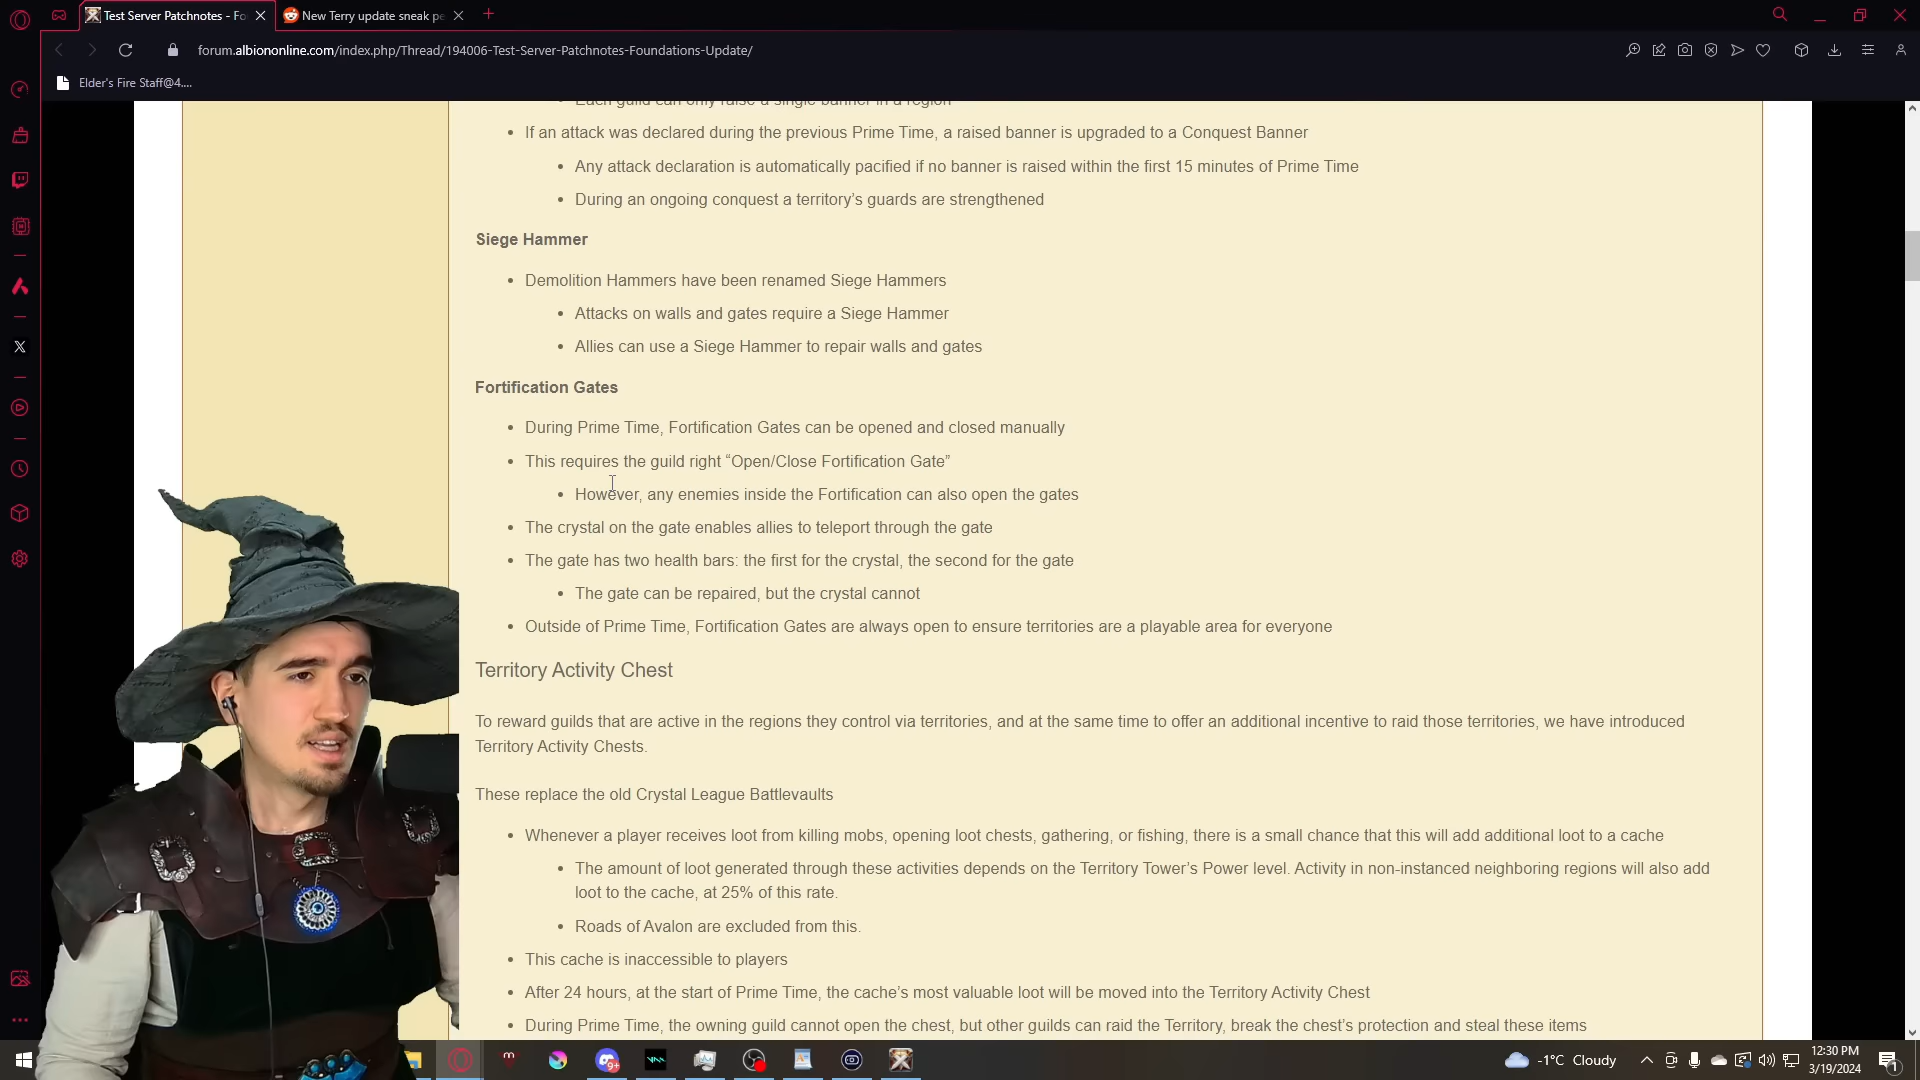 Test Server Patchnotes - Fo
New Terry update sneak pe
forum.albiononline.com/index.php/Thread/194006-Test-Server-Patchnotes-Foundations-Update/
Elder's Fire Staff@4....
Each guild can only raise a single banner in a region
If an attack was declared during the previous Prime Time, a raised banner is upgraded to a Conquest Banner
Any attack declaration is automatically pacified if no banner is raised within the first 15 minutes of Prime Time
During an ongoing conquest a territory’s guards are strengthened
Siege Hammer
Demolition Hammers have been renamed Siege Hammers
Attacks on walls and gates require a Siege Hammer
Allies can use a Siege Hammer to repair walls and gates
Fortification Gates
During Prime Time, Fortification Gates can be opened and closed manually
This requires the guild right “Open/Close Fortification Gate”
However, any enemies inside the Fortification can also open the gates
The crystal on the gate enables allies to teleport through the gate
The gate has two health bars: the first for the crystal, the second for the gate
The gate can be repaired, but the crystal cannot
Outside of Prime Time, Fortification Gates are always open to ensure territories are a playable area for everyone
Territory Activity Chest
To reward guilds that are active in the regions they control via territories, and at the same time to offer an additional incentive to raid those territories, we have introduced
Territory Activity Chests.
These replace the old Crystal League Battlevaults
Whenever a player receives loot from killing mobs, opening loot chests, gathering, or fishing, there is a small chance that this will add additional loot to a cache
The amount of loot generated through these activities depends on the Territory Tower’s Power level. Activity in non-instanced neighboring regions will also add
loot to the cache, at 25% of this rate.
Roads of Avalon are excluded from this.
This cache is inaccessible to players
After 24 hours, at the start of Prime Time, the cache’s most valuable loot will be moved into the Territory Activity Chest
During Prime Time, the owning guild cannot open the chest, but other guilds can raid the Territory, break the chest’s protection and steal these items
9+
-1°C Cloudy
12:30 PM
3/19/2024
1